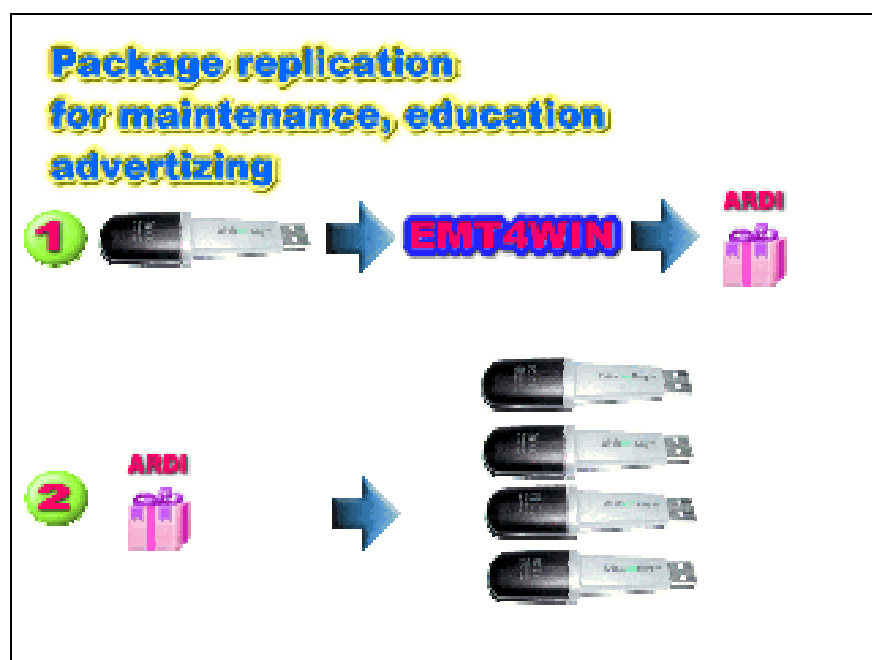 Package replication
for maintenance, education
advertizing
1
EMT4WIN
ARDI
ARDI
2